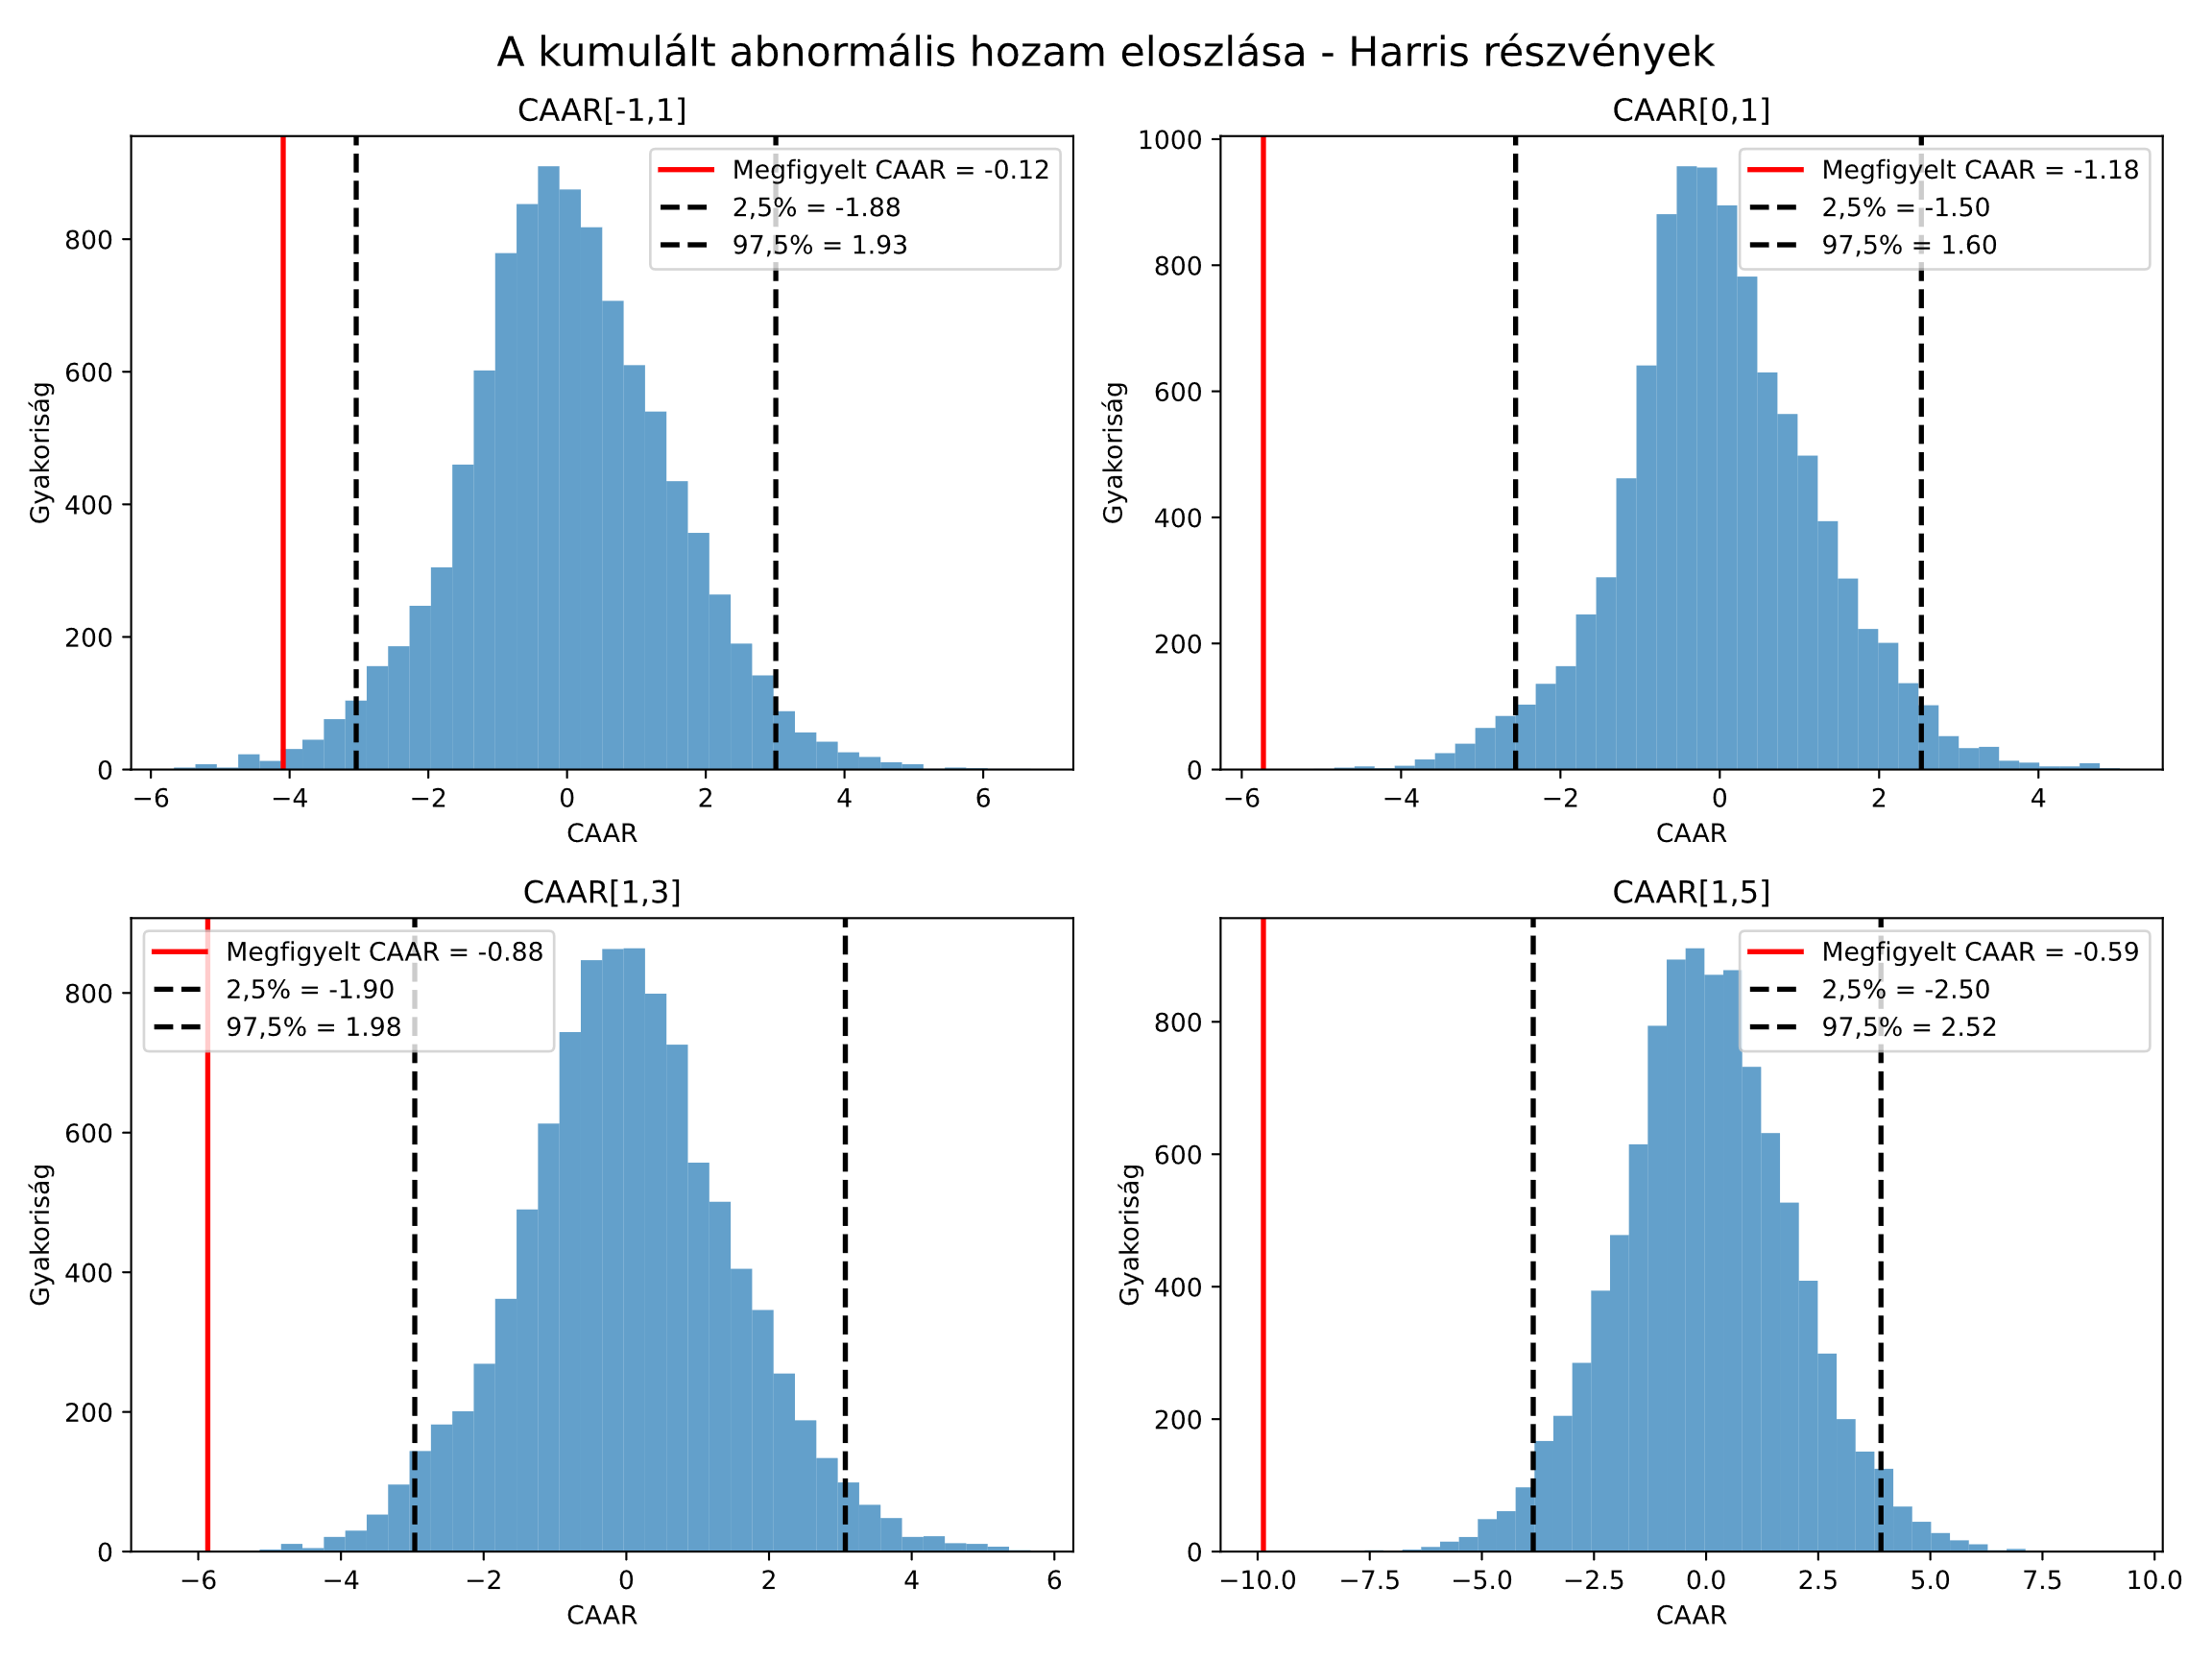 A kumulált abnormális hozam eloszlása - Harris részvények
CAAR[-1,1]
Megfigyelt CAAR = -0.12
2,5% = -1.88
97,5% = 1.93
Gyakoriság
800
600
400
200
0
−6 −4 −2 0 2 4 6
CAAR
CAAR[0,1]
Megfigyelt CAAR = -1.18
2,5% = -1.50
97,5% = 1.60
Gyakoriság
1000
800
600
400
200
0
−6 −4 −2 0 2 4
CAAR
CAAR[1,3]
Megfigyelt CAAR = -0.88
2,5% = -1.90
97,5% = 1.98
Gyakoriság
800
600
400
200
0
−6 −4 −2 0 2 4 6
CAAR
CAAR[1,5]
Megfigyelt CAAR = -0.59
2,5% = -2.50
97,5% = 2.52
Gyakoriság
800
600
400
200
0
−10.0 −7.5 −5.0 −2.5 0.0 2.5 5.0 7.5 10.0
CAAR